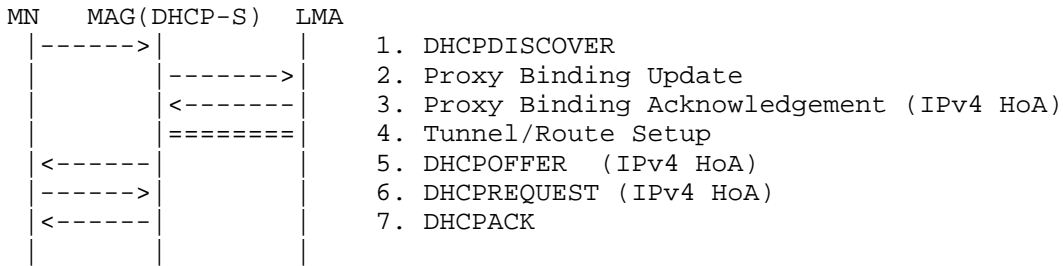 MN    MAG(DHCP-S)  LMA
 |------>|        |    1. DHCPDISCOVER
 |       |------->|    2. Proxy Binding Update
 |       |<-------|    3. Proxy Binding Acknowledgement (IPv4 HoA)
 |       |========|    4. Tunnel/Route Setup
 |<------|        |    5. DHCPOFFER  (IPv4 HoA)
 |------>|        |    6. DHCPREQUEST (IPv4 HoA)
 |<------|        |    7. DHCPACK
 |       |        |